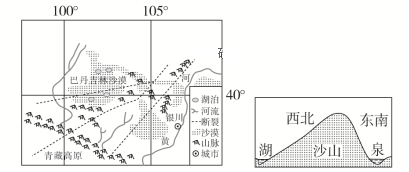 100° 105°
巴丹吉林沙漠
河
40°
湖泊
河流
断裂
沙漠
山脉
城市
银川
黄
青藏高原
西北 东南
湖 沙山 泉